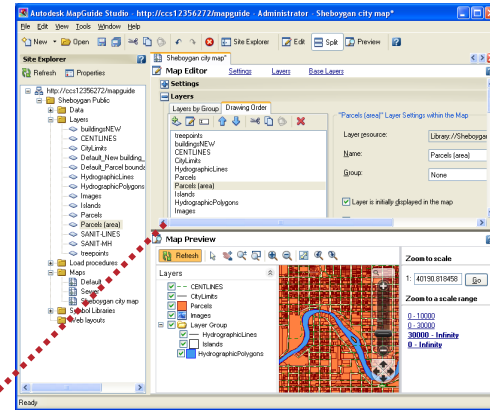 Autodesk MapGuide Studio - http://ccs12356272/mapguide - Administrator - Sheboygan city map*
File Edit View Tools Window Help
New Open Site Explorer Edit Split Preview
Site Explorer
Refresh Properties
http://ccs12356272/mapguide
Sheboygan Public
Data
Layers
buildingsNEW
CENTLINES
CityLimits
Default_New building_
Default_Parcel bounda
HydrographicLines
HydrographicPolygons
Images
Islands
Parcels
Parcels (area)
SANIT-LINES
SANIT-MH
treepoints
Load procedures
Maps
Default
Sewer
Sheboygan city map
Symbol Libraries
Web layouts
Sheboygan city map*
Map Editor Settings Layers Base Layers
Settings
Layers
Layers by Group Drawing Order
treepoints
buildingsNEW
CENTLINES
CityLimits
HydrographicLines
Parcels
Parcels (area)
Islands
HydrographicPolygons
Images
"Parcels (area)" Layer Settings within the Map
Layer resource: Library://Sheboygan
Name: Parcels (area)
Group: None
Layer is initially displayed in the map
Map Preview
Refresh
Layers
CENTLINES
CityLimits
Parcels
Images
Layer Group
HydrographicLines
Islands
HydrographicPolygons
Zoom to scale
1: 40190.818458 Go
Zoom to a scale range
0 - 10000
0 - 30000
30000 - Infinity
0 - Infinity
Ready